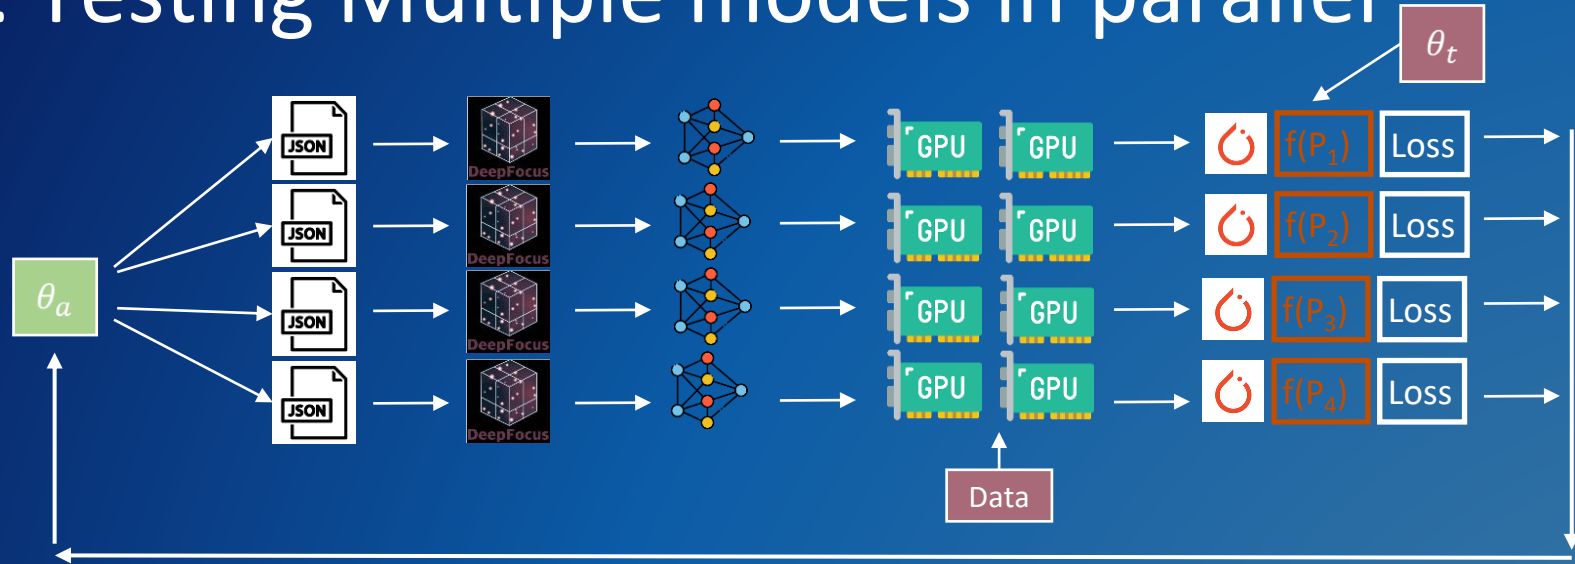 . Testing Multiple models in parallel
θt
JSON
DeepFocus
GPU
GPU
f(P1)
Loss
JSON
DeepFocus
GPU
GPU
f(P2)
Loss
θa
JSON
DeepFocus
GPU
GPU
f(P3)
Loss
JSON
DeepFocus
GPU
GPU
f(P4)
Loss
Data